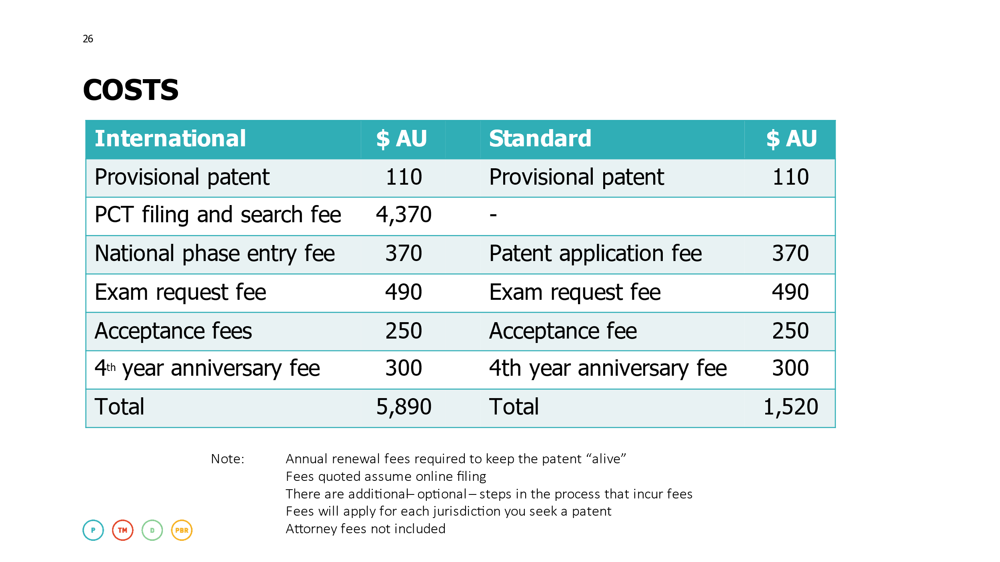 26
COSTS
International $ AU Standard $ AU
Provisional patent 110 Provisional patent 110
PCT filing and search fee 4,370 -
National phase entry fee 370 Patent application fee 370
Exam request fee 490 Exam request fee 490
Acceptance fees 250 Acceptance fee 250
4th year anniversary fee 300 4th year anniversary fee 300
Total 5,890 Total 1,520
Note: Annual renewal fees required to keep the patent “alive”
Fees quoted assume online filing
There are additional– optional – steps in the process that incur fees
Fees will apply for each jurisdiction you seek a patent
Attorney fees not included
P TM D PBR